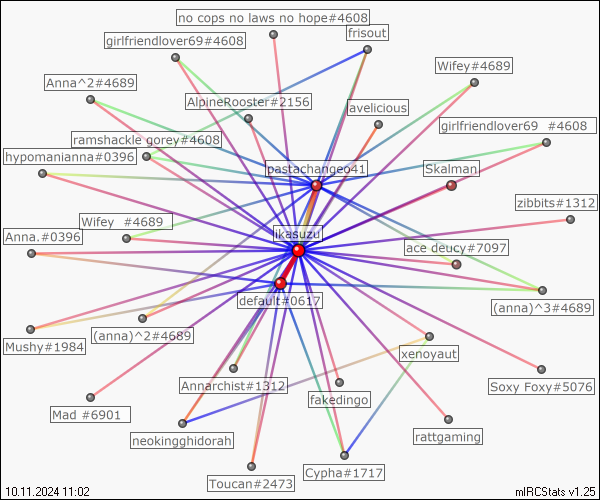 no cops no laws no hope#4608
frisout
girlfriendlover69#4608
Wifey#4689
Anna^2#4689
AlpineRooster#2156
avelicious
girlfriendlover69 #4608
ramshackle gorey#4608
hypomanianna#0396
pastachangeo41
Skalman
zibbits#1312
Wifey #4689
ikasuzu
Anna.#0396
ace deucy#7097
default#0617
(anna)^3#4689
Mushy#1984
(anna)^2#4689
xenoyaut
Annarchist#1312
fakedingo
Soxy Foxy#5076
Mad #6901
neokingghidorah
rattgaming
Toucan#2473
Cypha#1717
10.11.2024 11:02
mIRCStats v1.25